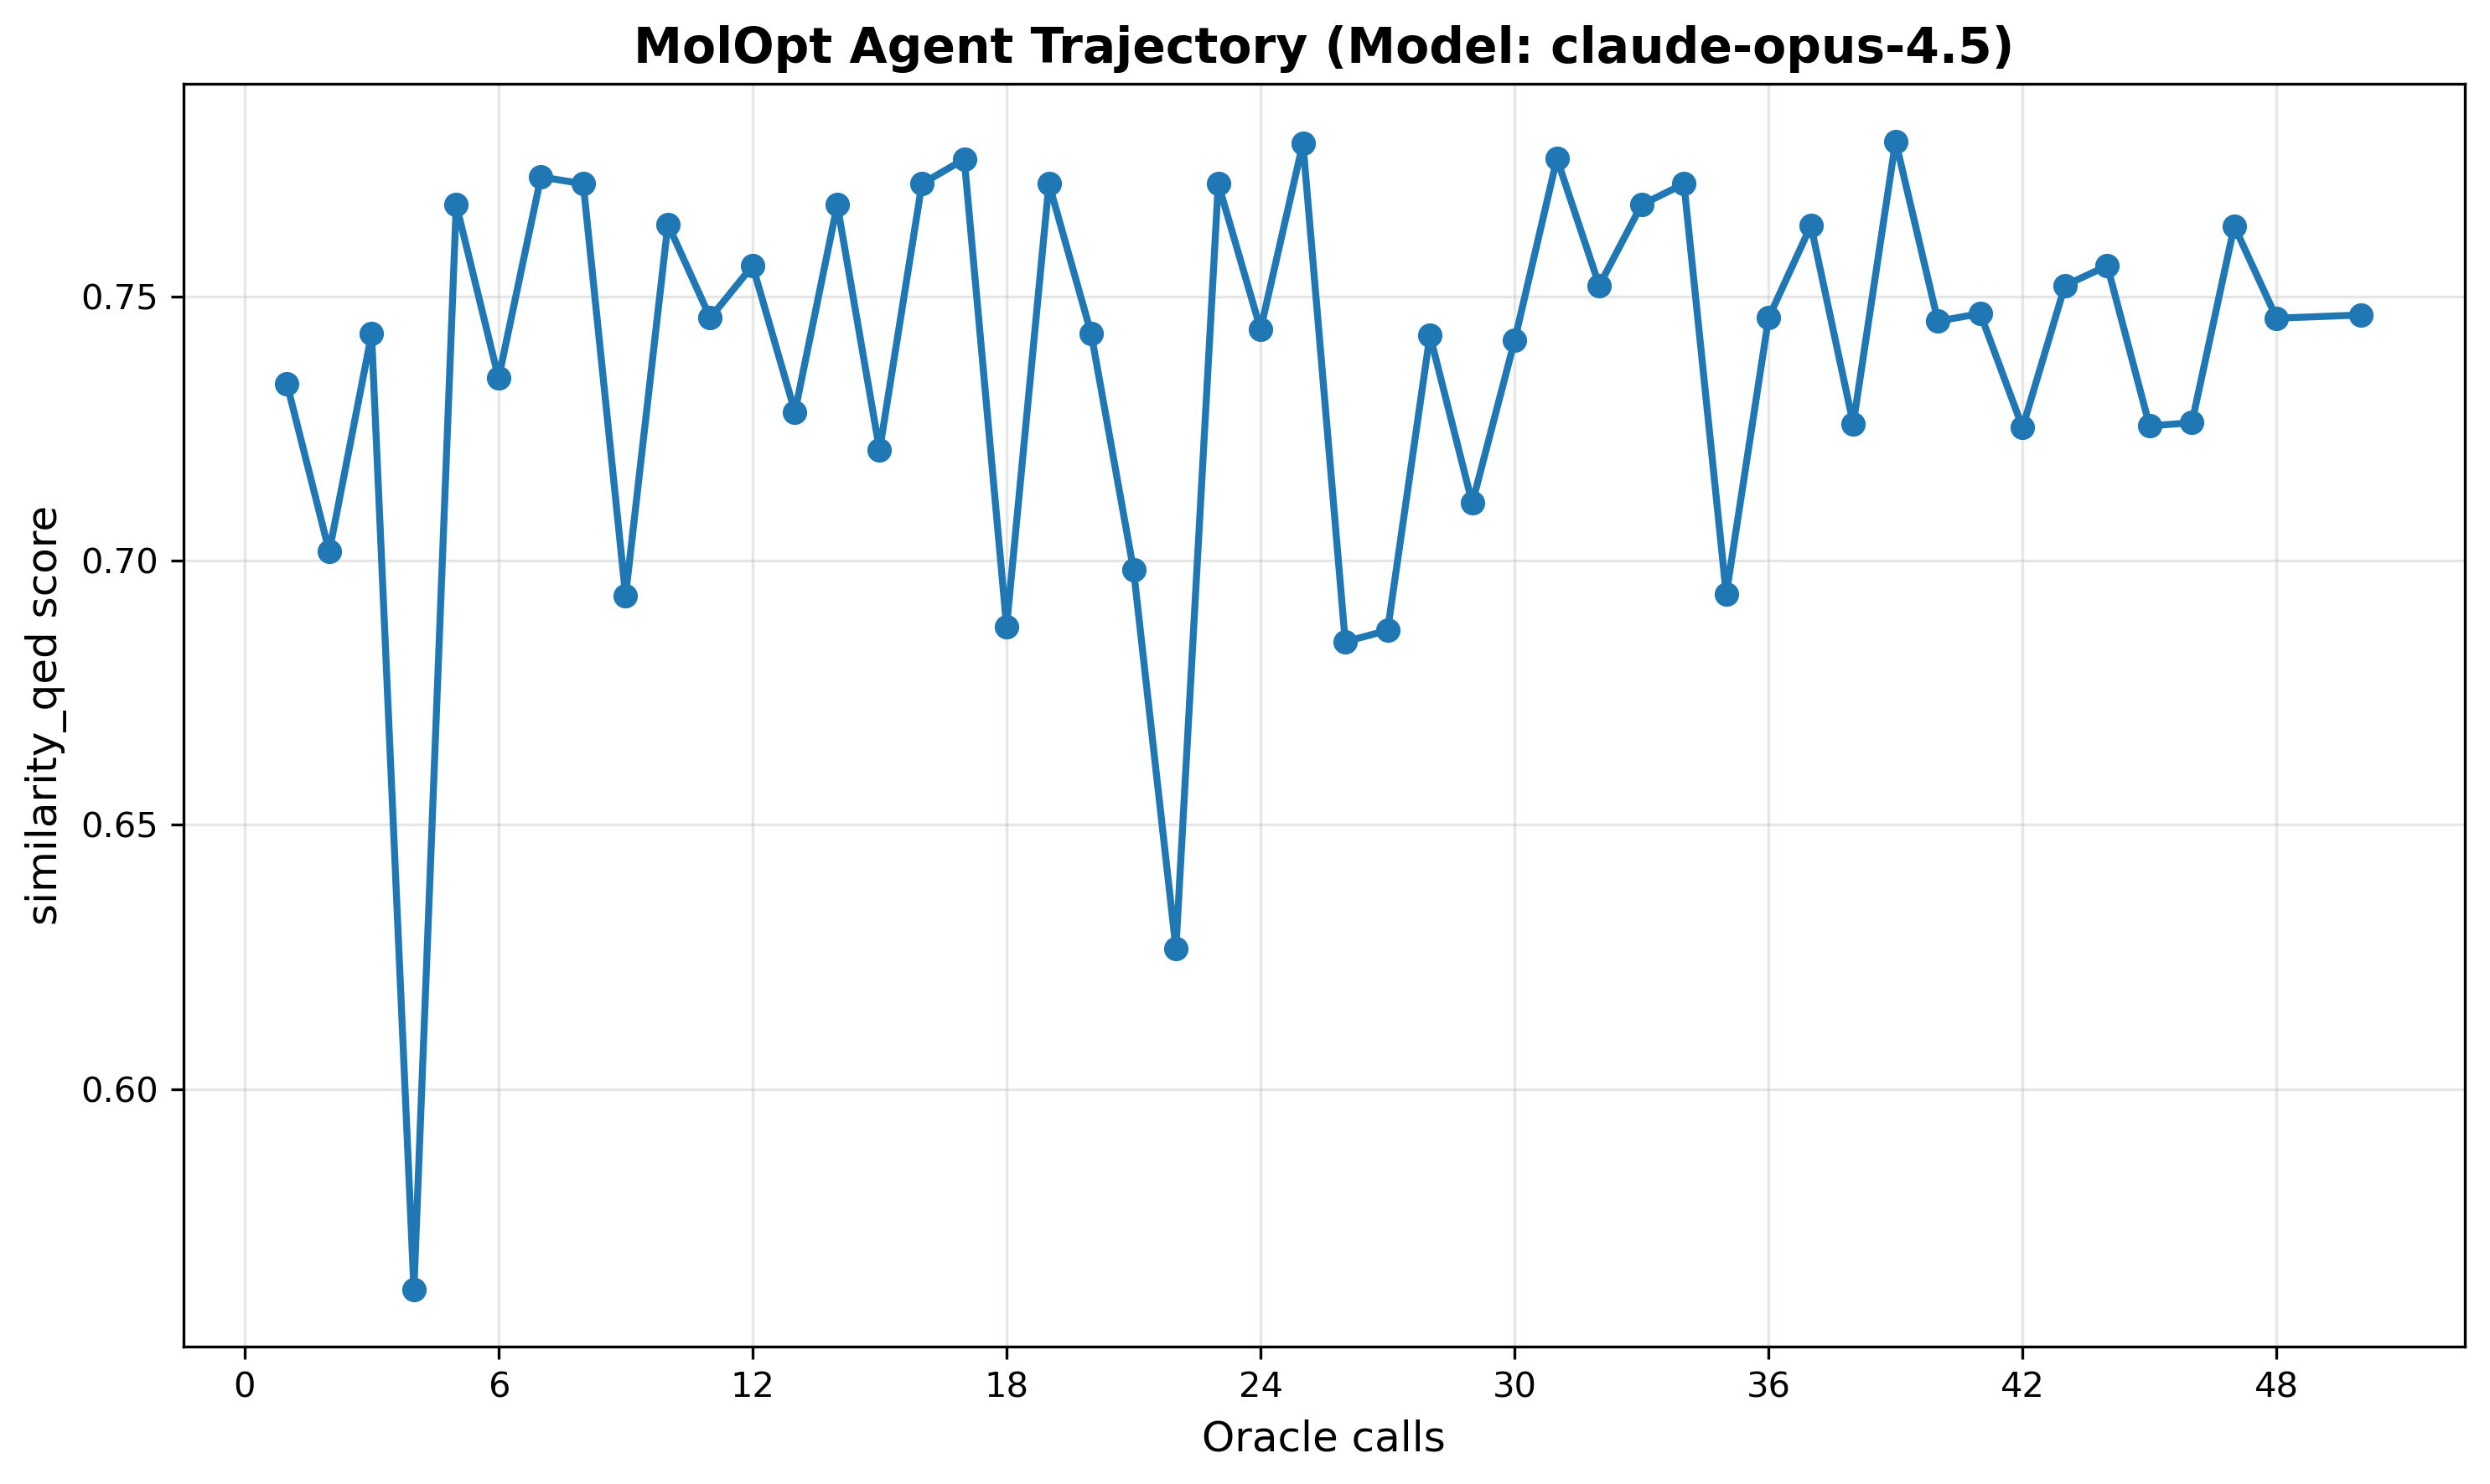 MolOpt Agent Trajectory (Model: claude-opus-4.5)
similarity_qed score
0.75
0.70
0.65
0.60
0 6 12 18 24 30 36 42 48
Oracle calls